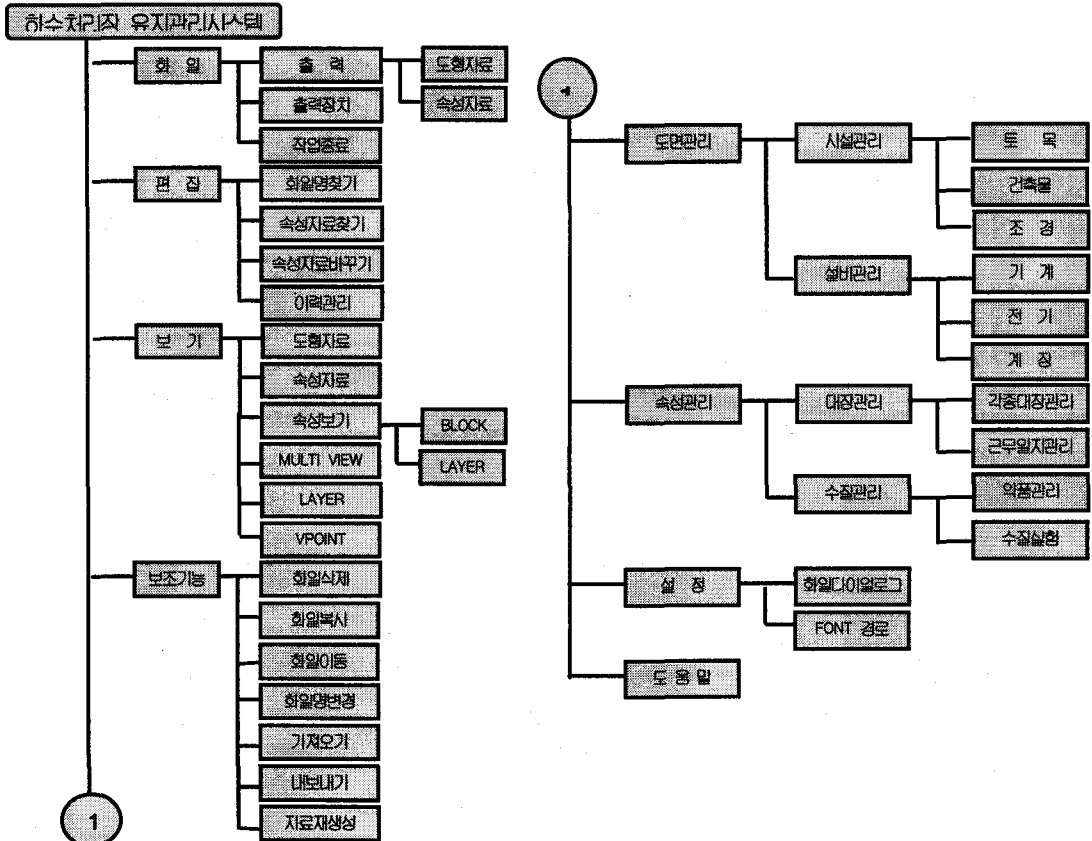 하수처리장 유지관리시스템
화 일
출 력
도형자료
속성자료
출력장치
작업종료
편 집
화일명찾기
속성자료찾기
속성자료바꾸기
이력관리
보 기
도형자료
속성자료
속성보기
BLOCK
LAYER
MULTI VIEW
LAYER
VPOINT
보조기능
화일삭제
화일복사
화일이동
화일명변경
가져오기
내보내기
자료재생성
1
도면관리
시설관리
토 목
건축물
조 경
설비관리
기 계
전 기
계 장
속성관리
대장관리
각종대장관리
근무일지관리
수질관리
약품관리
수질실험
설 정
화일다이얼로그
FONT 경로
도 움 말